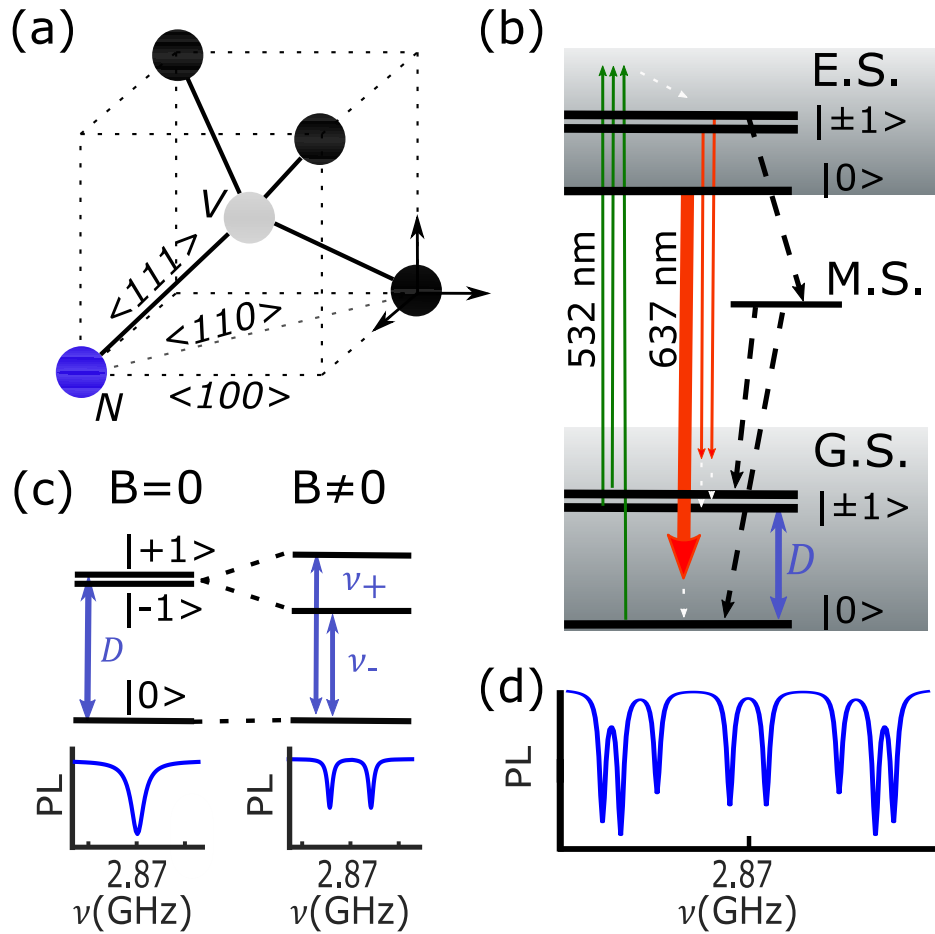 (a)
V
<111>
<110>
<100>
N
(b)
E.S.
|±1>
|0>
532 nm
637 nm
M.S.
G.S.
|±1>
D
|0>
(c)
B=0
B≠0
|+1>
|-1>
D
|0>
ν+
ν-
PL
2.87
ν(GHz)
PL
2.87
ν(GHz)
(d)
PL
2.87
ν(GHz)